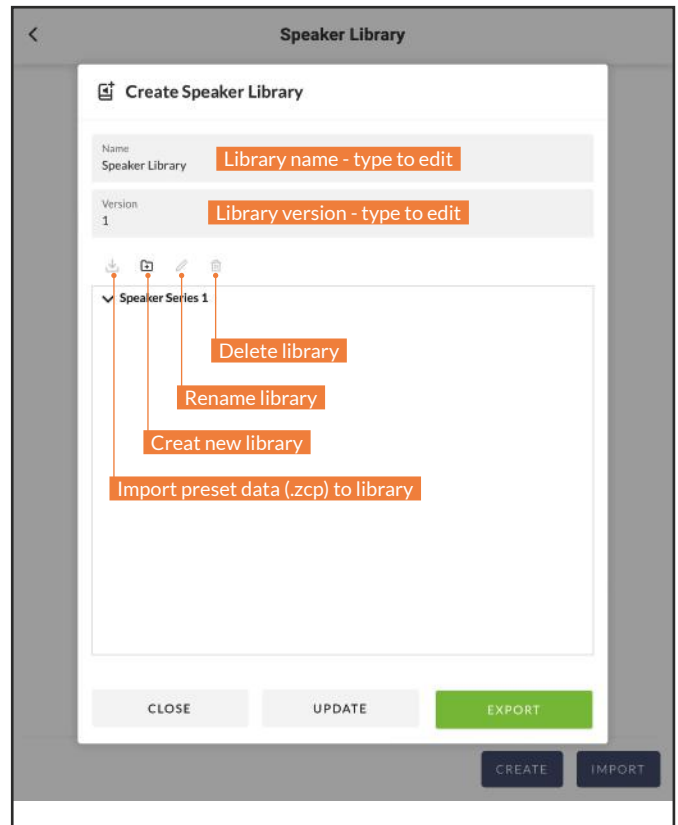 Speaker Library
Create Speaker Library
Name
Speaker Library
Library name - type to edit
Version
1
Library version - type to edit
Speaker Series 1
Delete library
Rename library
Creat new library
Import preset data (.zcp) to library
CLOSE
UPDATE
EXPORT
CREATE
IMPORT